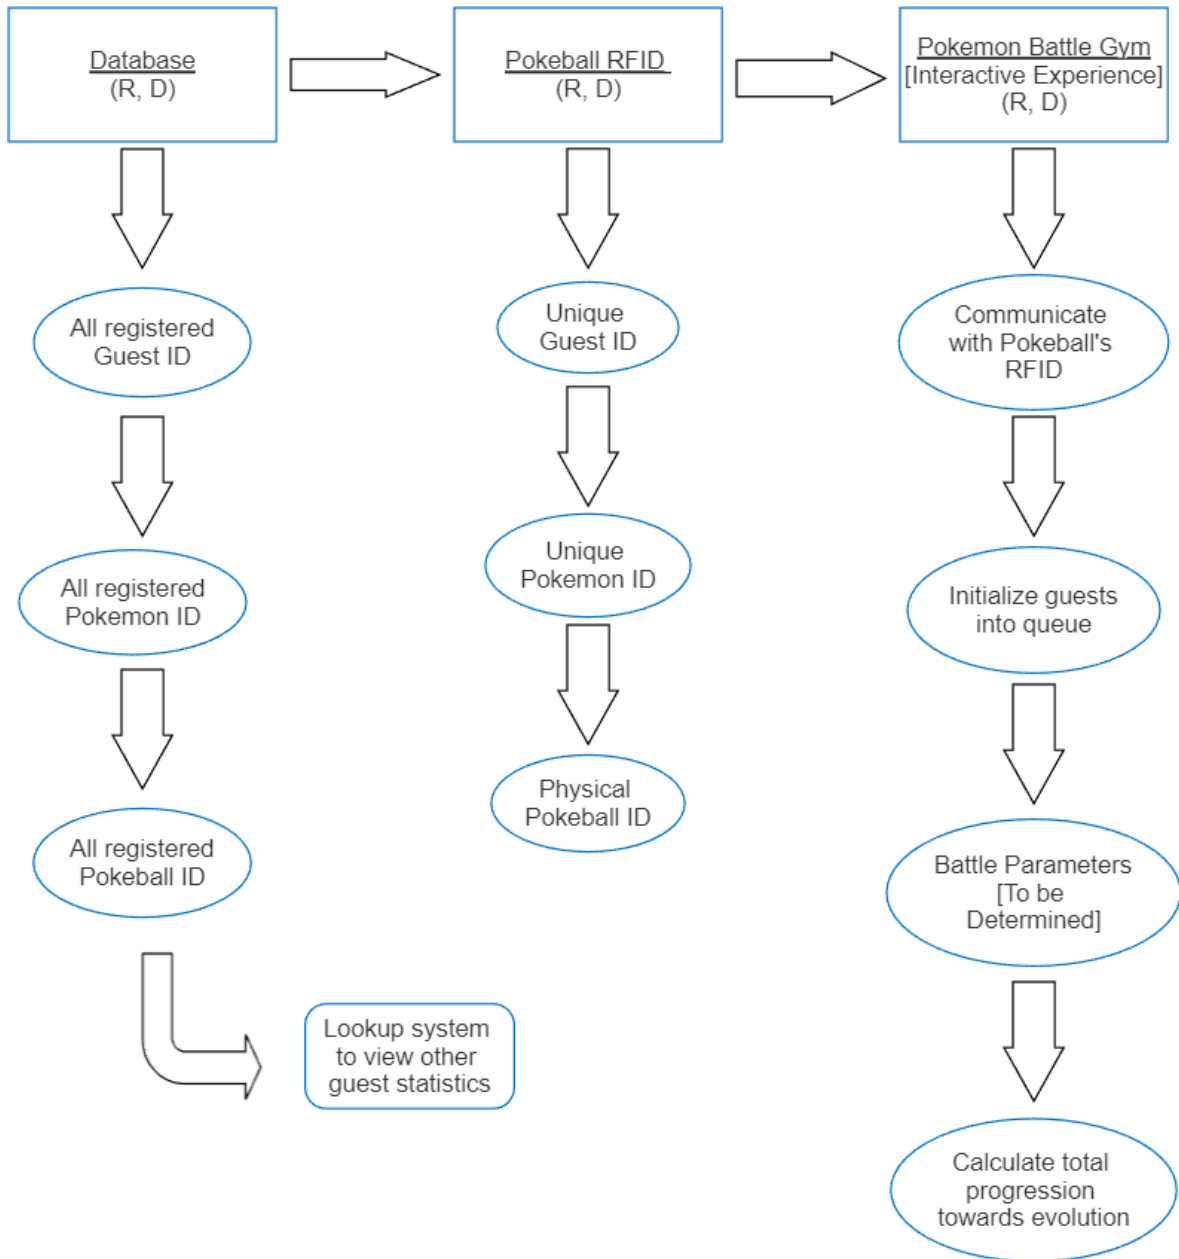 Database
(R, D)
Pokeball RFID
(R, D)
Pokemon Battle Gym
[Interactive Experience]
(R, D)
All registered
Guest ID
All registered
Pokemon ID
All registered
Pokeball ID
Lookup system
to view other
guest statistics
Unique
Guest ID
Unique
Pokemon ID
Physical
Pokeball ID
Communicate
with Pokeball's
RFID
Initialize guests
into queue
Battle Parameters
[To be
Determined]
Calculate total
progression
towards evolution